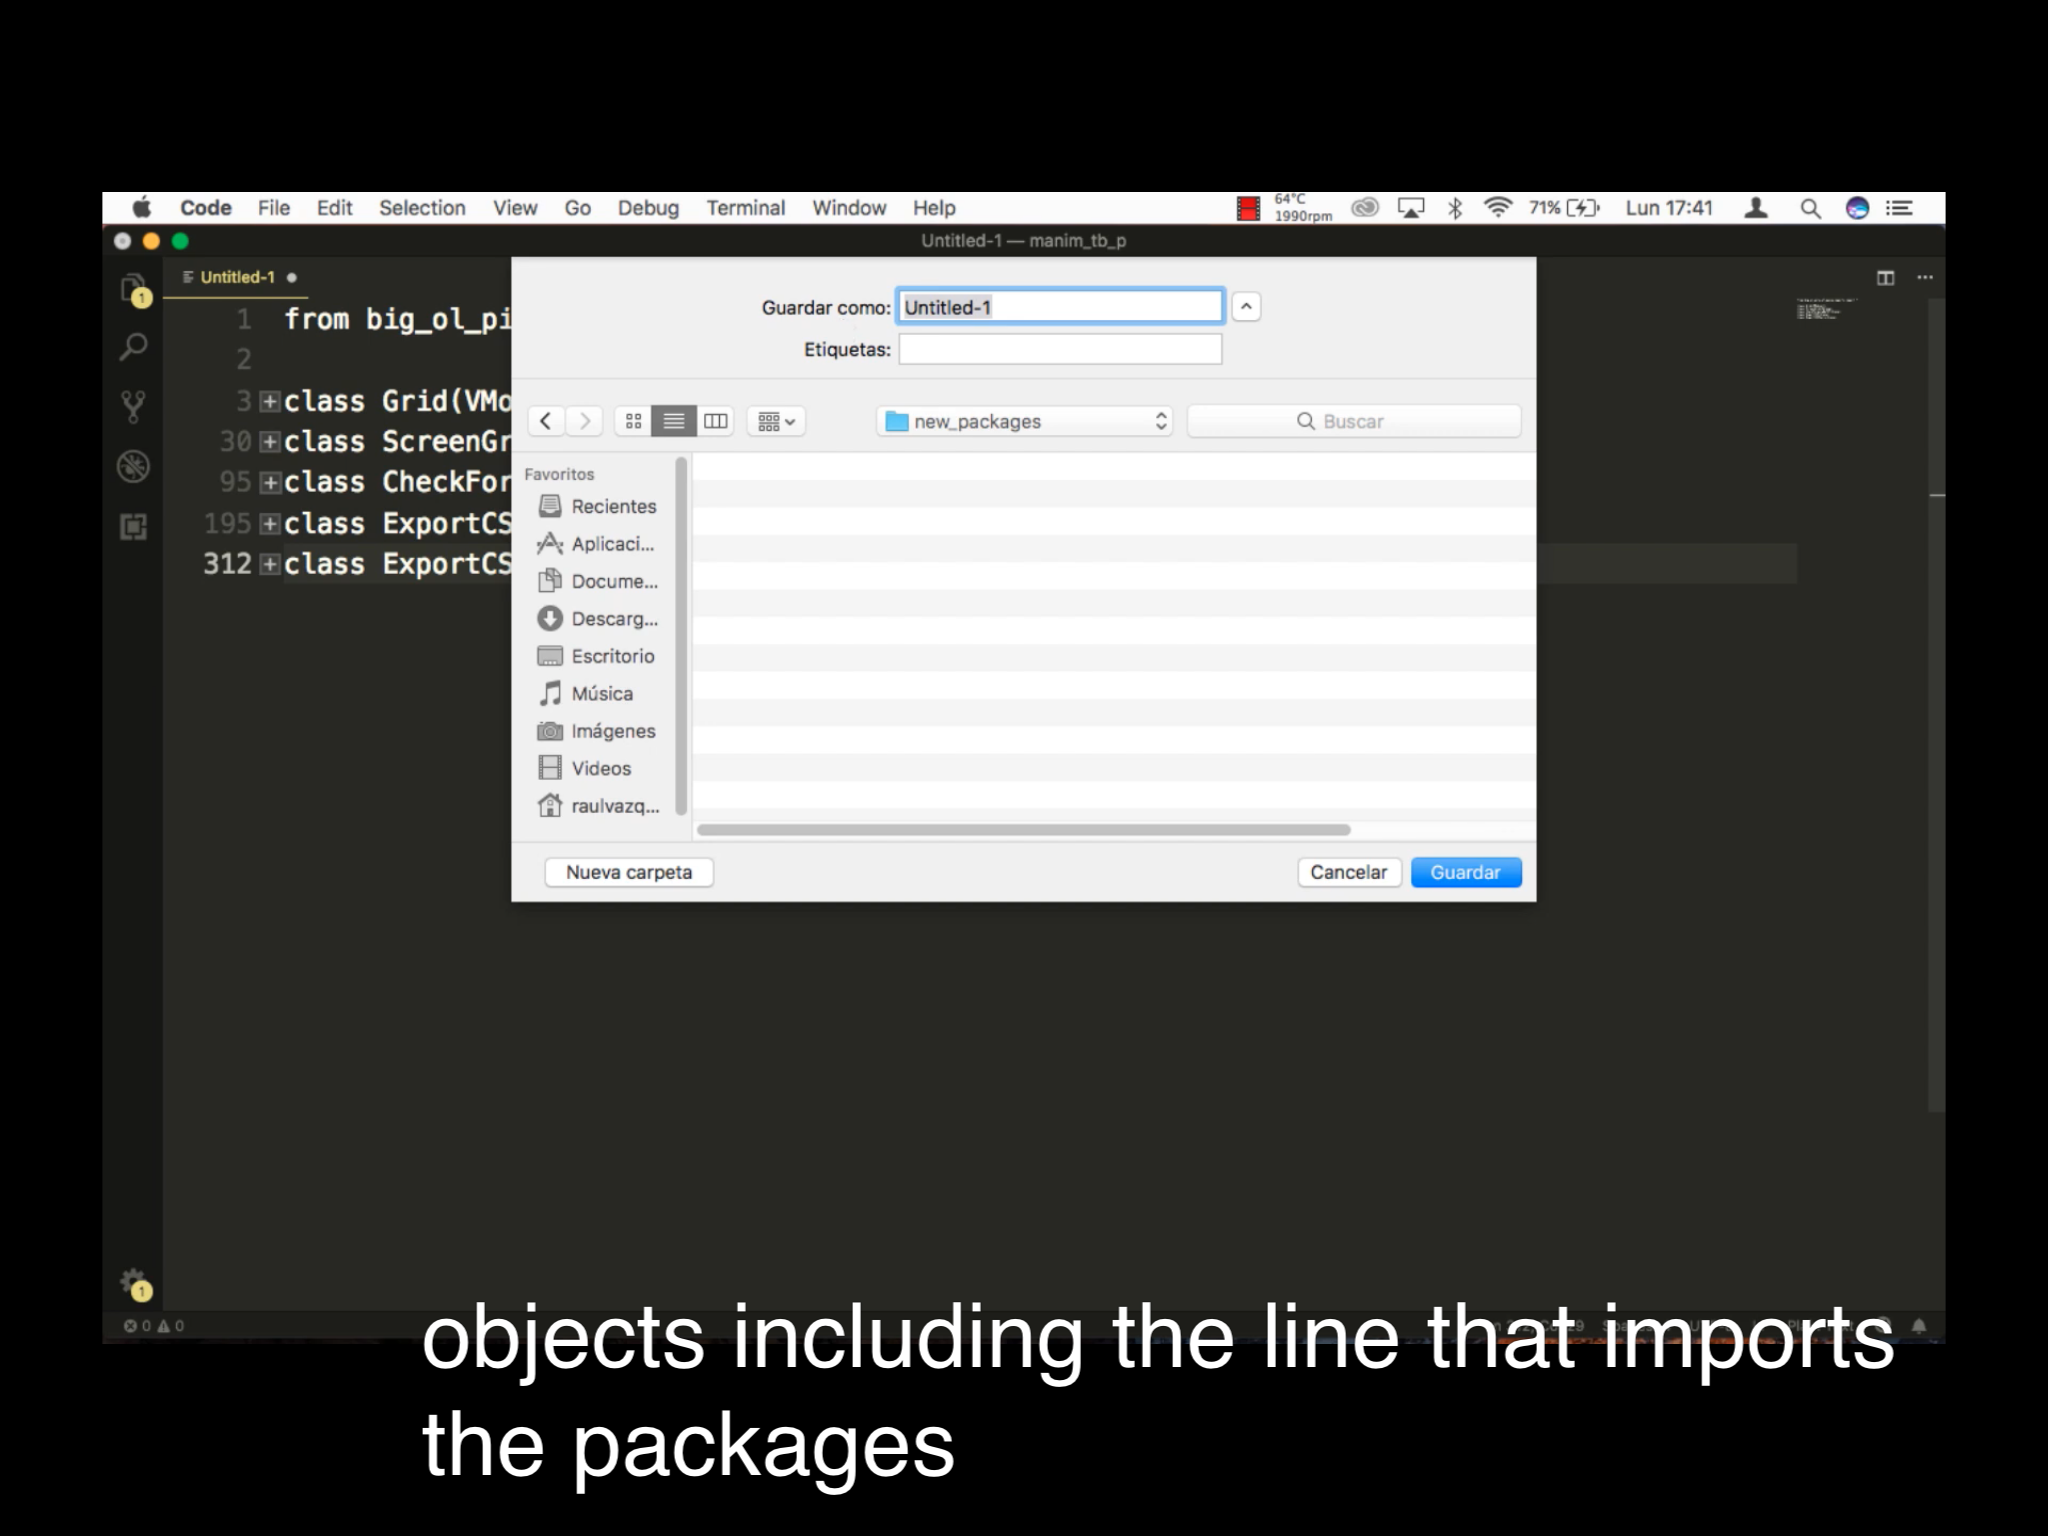 Code File Edit Selection View Go Debug Terminal Window Help 64°C 1990rpm 71% Lun 17:41
Untitled-1 — manim_tb_p
Untitled-1
1 from big_ol_pi
2
3 class Grid(VMo
30 class ScreenGr
95 class CheckFor
195 class ExportCS
312 class ExportCS
Guardar como: Untitled-1
Etiquetas:
new_packages Buscar
Favoritos
Recientes
Aplicaci...
Docume...
Descarg...
Escritorio
Música
Imágenes
Videos
raulvazq...
Nueva carpeta Cancelar Guardar
1
1
0 0
objects including the line that imports
the packages